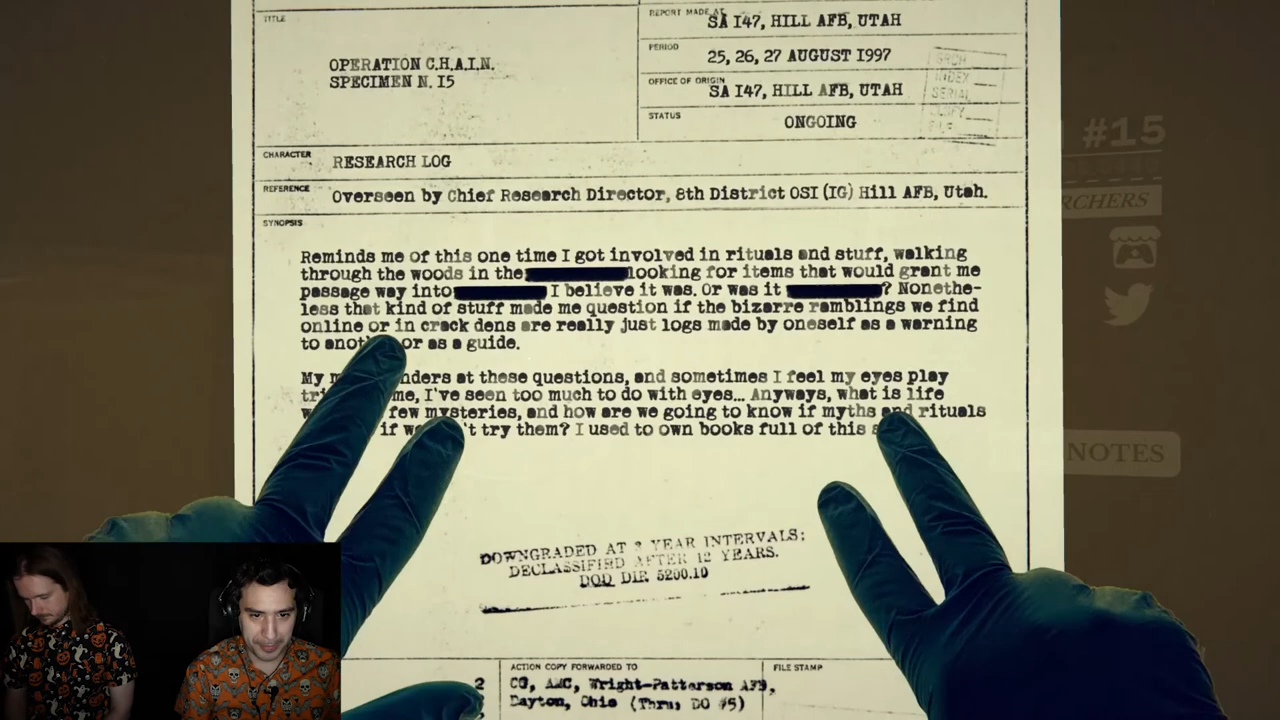 TITLE
REPORT MADE AT
SA 147, HILL AFB, UTAH
OPERATION C.H.A.I.N.
SPECIMEN N. 15
PERIOD
25, 26, 27 AUGUST 1997
OFFICE OF ORIGIN
SA 147, HILL AFB, UTAH
STATUS
ONGOING
SERIAL
#15
CHARACTER
RESEARCH LOG
REFERENCE
Overseen by Chief Research Director, 8th District OSI (IG) Hill AFB, Utah.
RCHERS
SYNOPSIS
Reminds me of this one time I got involved in rituals and stuff, walking
through the woods in the looking for items that would grant me
passage way into I believe it was. Or was it ? Nonethe-
less that kind of stuff made me question if the bizarre ramblings we find
online or in crack dens are really just logs made by oneself as a warning
to or as a guide.
My at these questions, and sometimes I feel my eyes play
me, I've seen too much to do with eyes... Anyways, what is life
few mysteries, and how are we going to know if myths and rituals
if try them? I used to own books full of this
NOTES
DOWNGRADED AT 3 YEAR INTERVALS:
DECLASSIFIED AFTER 12 YEARS.
DOD DIR 5200.10
ACTION COPY FORWARDED TO
FILE STAMP
2
CG, AMC, Wright-Patterson AFB,
Dayton, Ohio (Thru: DO #5)